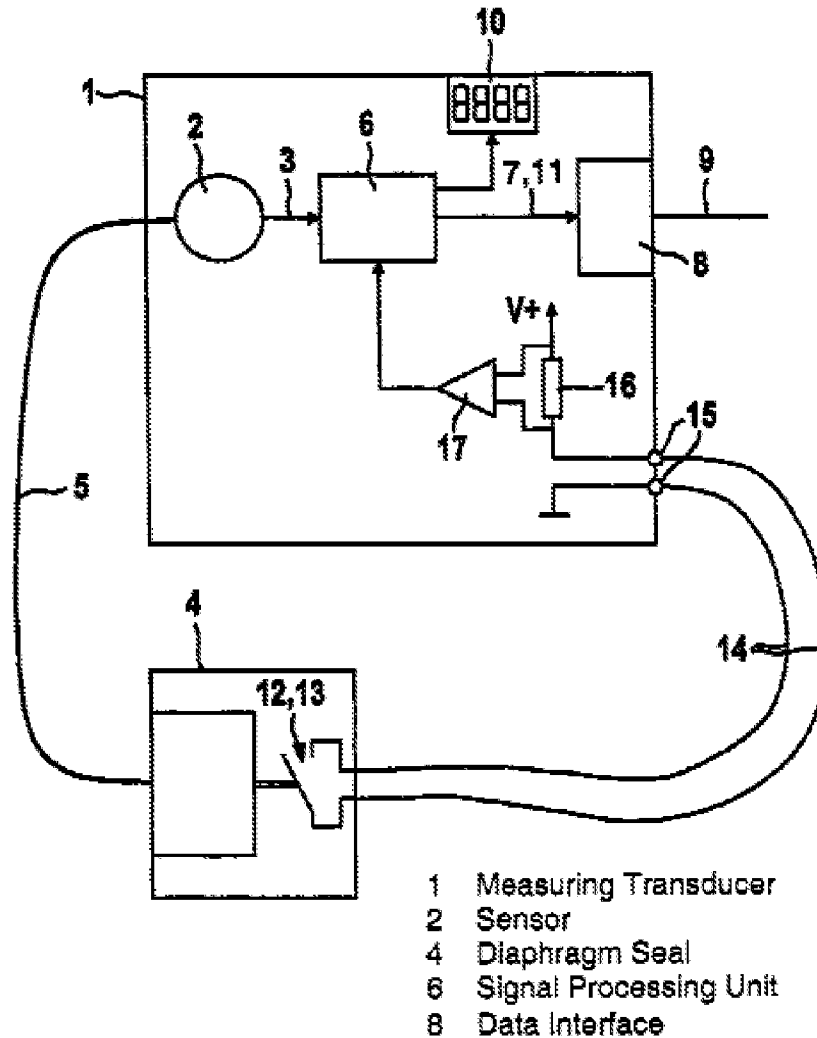 10
1
2
3
6
7,11
9
8
8888
V+
16
17
15
5
4
14
12,13
1 Measuring Transducer
2 Sensor
4 Diaphragm Seal
6 Signal Processing Unit
8 Data Interface